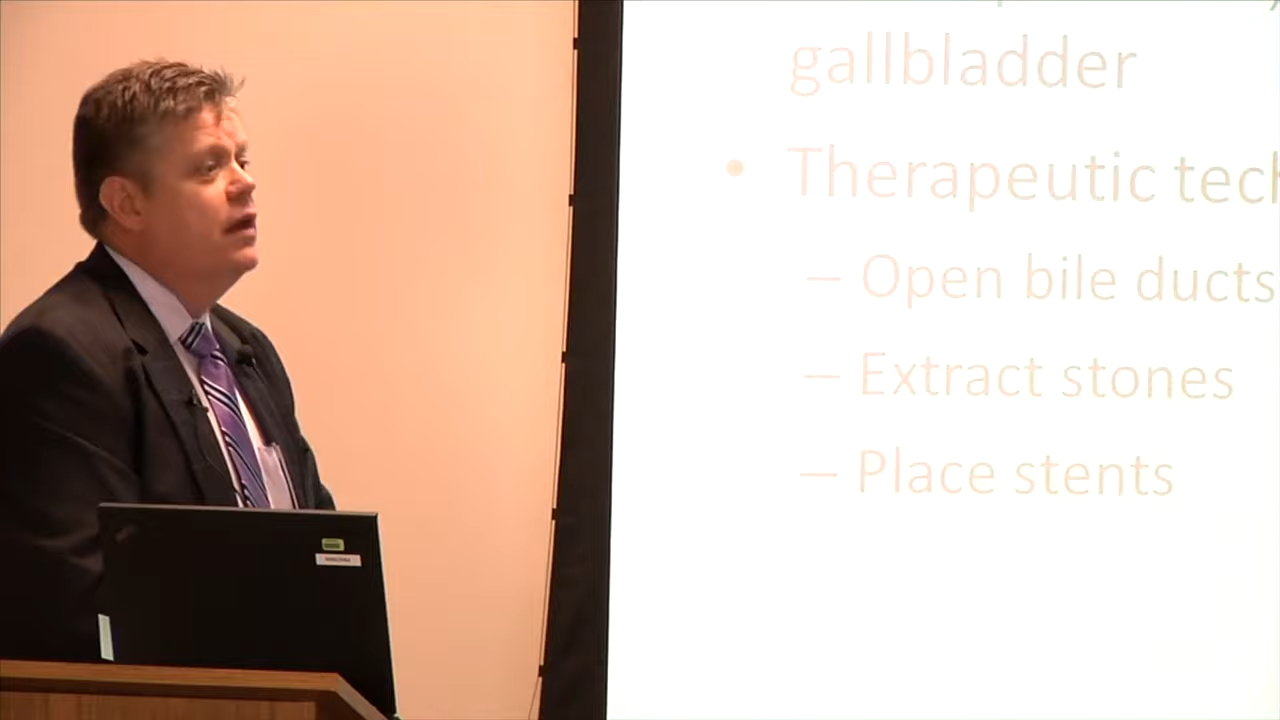 gallbladder
• Therapeutic tech
– Open bile ducts
– Extract stones
– Place stents